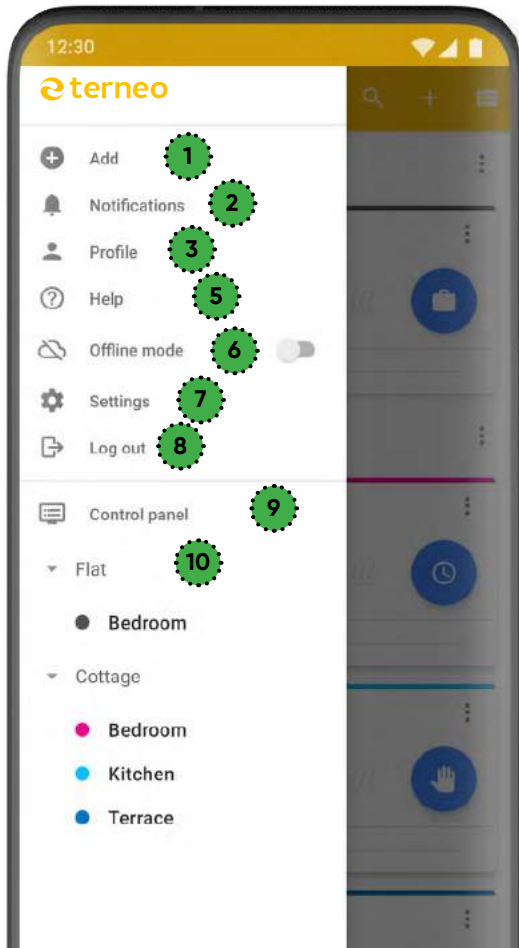 12:30
terneo
Add 1
Notifications 2
Profile 3
Help 5
Offline mode 6
Settings 7
Log out 8
Control panel 9
Flat 10
Bedroom
Cottage
Bedroom
Kitchen
Terrace